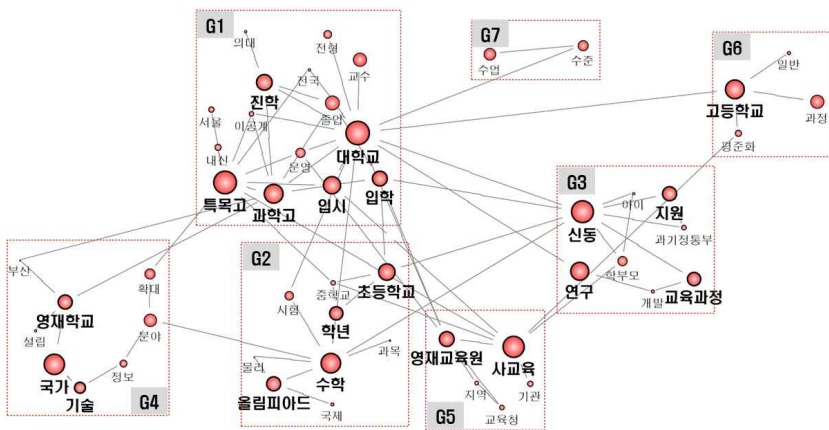 G1
의대
전형
전국
교수
진학
서울
이공계
졸업
대학교
내신
운영
특목고
과학고
입시
입학
G7
수업
수준
G6
일반
고등학교
과정
평준화
G3
아이
지원
신동
과기정통부
학부모
연구
개발
교육과정
부산
확대
영재학교
설립
분야
국가
정보
기술
G4
G2
초등학교
중학교
시험
학년
물리
과목
수학
올림피아드
국제
영재교육원
사교육
지역
기관
교육청
G5